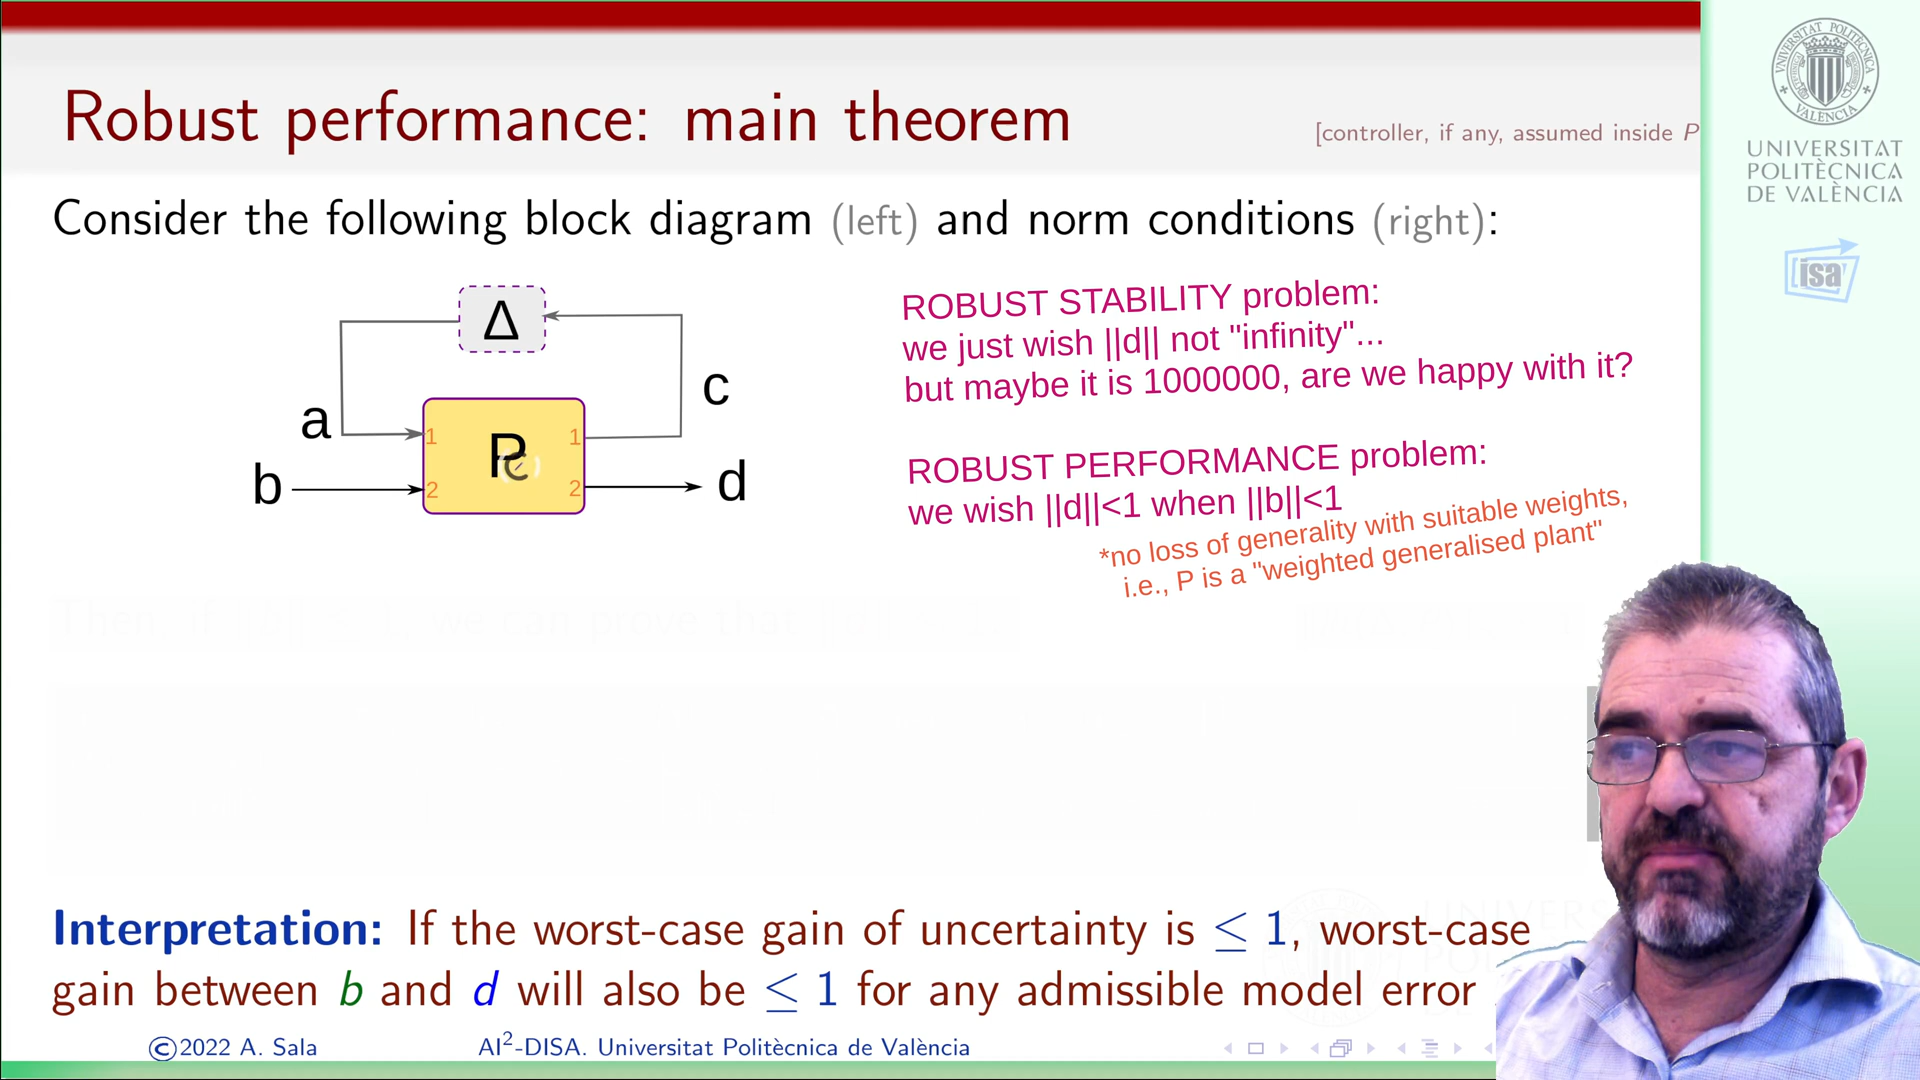 Robust performance: main theorem
[controller, if any, assumed inside P
Consider the following block diagram (left) and norm conditions (right):
Δ
a
b
c
d
P
1
2
1
2
ROBUST STABILITY problem:
we just wish ||d|| not "infinity"...
but maybe it is 1000000, are we happy with it?
ROBUST PERFORMANCE problem:
we wish ||d||<1 when ||b||<1
*no loss of generality with suitable weights,
i.e., P is a "weighted generalised plant"
Interpretation: If the worst-case gain of uncertainty is ≤ 1, worst-case
gain between b and d will also be ≤ 1 for any admissible model error
©2022 A. Sala
AI²-DISA. Universitat Politècnica de València
UNIVERSITAT
POLITÈCNICA
DE VALÈNCIA
isa